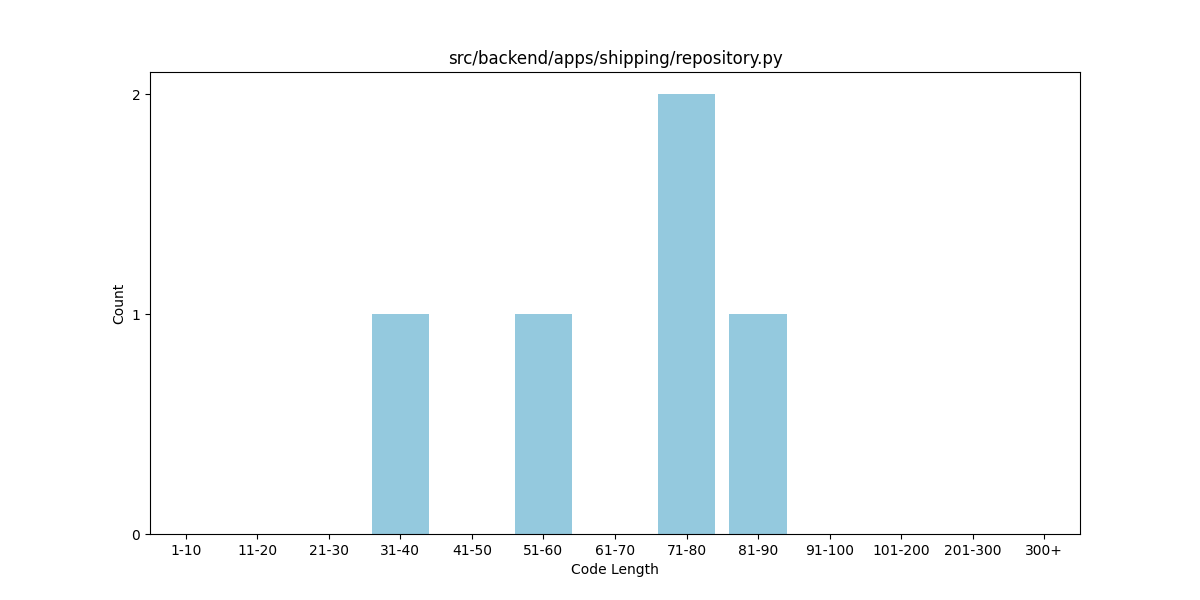 src/backend/apps/shipping/repository.py
2
1
0
Count
1-10 11-20 21-30 31-40 41-50 51-60 61-70 71-80 81-90 91-100 101-200 201-300 300+
Code Length